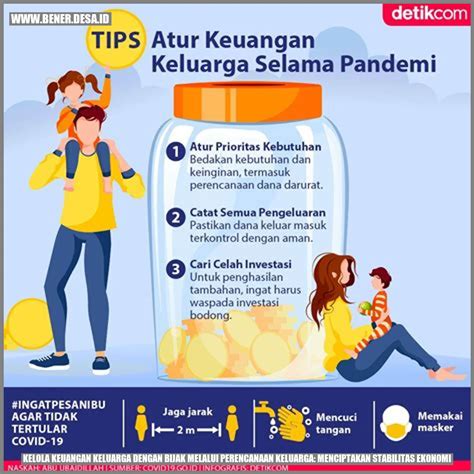 WWW.BENER.DESA.ID
detikcom
TIPS Atur Keuangan
Keluarga Selama Pandemi
1 Atur Prioritas Kebutuhan
Bedakan kebutuhan dan
keinginan, termasuk
perencanaan dana darurat.
2 Catat Semua Pengeluaran
Pastikan dana keluar masuk
terkontrol dengan aman.
3 Cari Celah Investasi
Untuk penghasilan
tambahan, ingat harus
waspada investasi
bodong.
#INGATPESANIBU
AGAR TIDAK
TERTULAR
COVID-19
Jaga jarak
2 m
Mencuci
tangan
Memakai
masker
KELOLA KEUANGAN KELUARGA DENGAN BIJAK MELALUI PERENCANAAN KELUARGA: MENCIPTAKAN STABILITAS EKONOMI
NASKAH: ABU UBAIDILLAH | SUMBER: COVID19.GO.ID | INFOGRAFIS: DETIKCOM